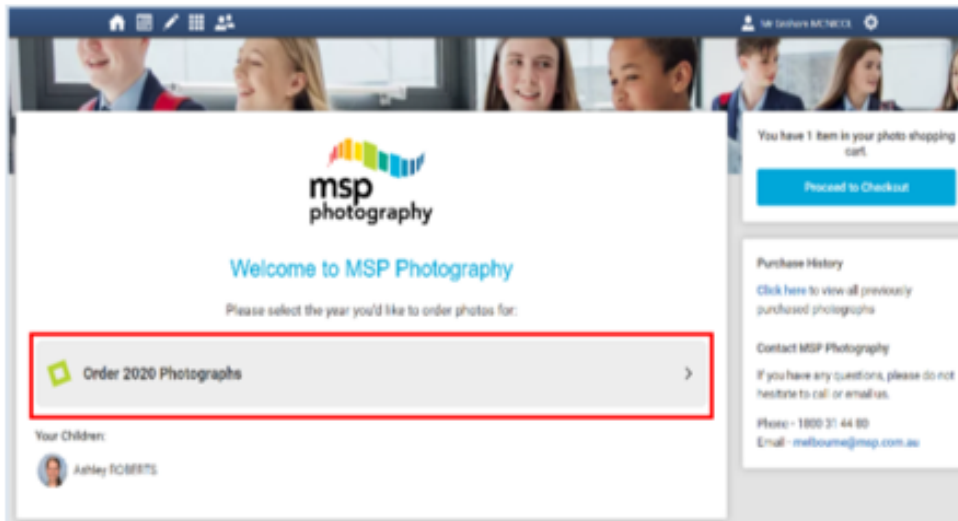 Mr Graham MCNICOL
msp
photography
Welcome to MSP Photography
Please select the year you'd like to order photos for:
Order 2020 Photographs
Your Children:
Ashley ROBERTS
You have 1 item in your photo shopping
cart.
Proceed to Checkout
Purchase History
Click here to view all previously
purchased photographs
Contact MSP Photography
If you have any questions, please do not
hesitate to call or email us.
Phone - 1800 31 44 80
Email - melbourne@msp.com.au